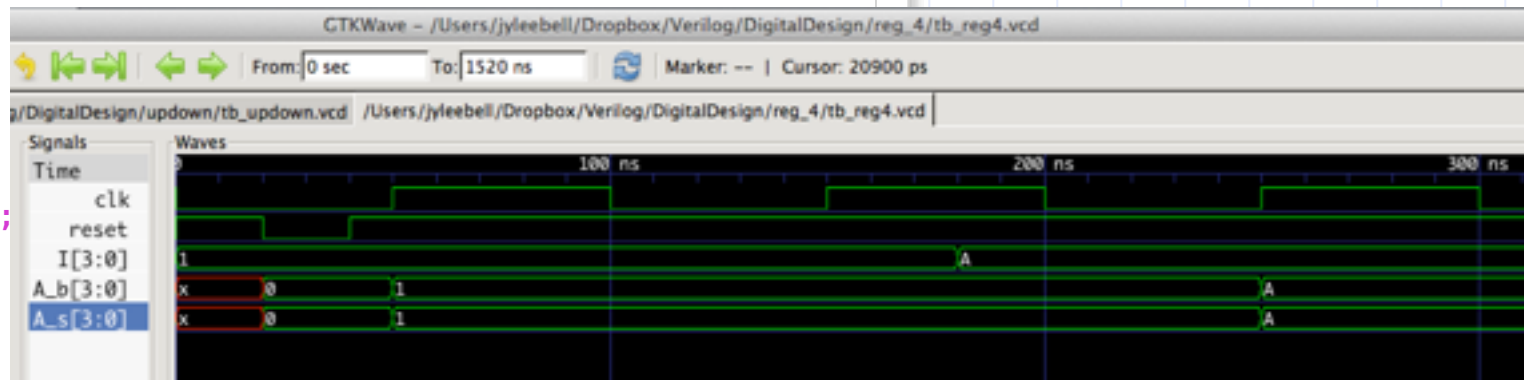 GTKWave – /Users/jyleebell/Dropbox/Verilog/DigitalDesign/reg_4/tb_reg4.vcd
From: 0 sec To: 1520 ns Marker: -- | Cursor: 20900 ps
g/DigitalDesign/updown/tb_updown.vcd /Users/jyleebell/Dropbox/Verilog/DigitalDesign/reg_4/tb_reg4.vcd
Signals Waves
Time 0 100 ns 200 ns 300 ns
clk
;
reset
I[3:0] 1 A
A_b[3:0] x 0 1 A
A_s[3:0] x 0 1 A